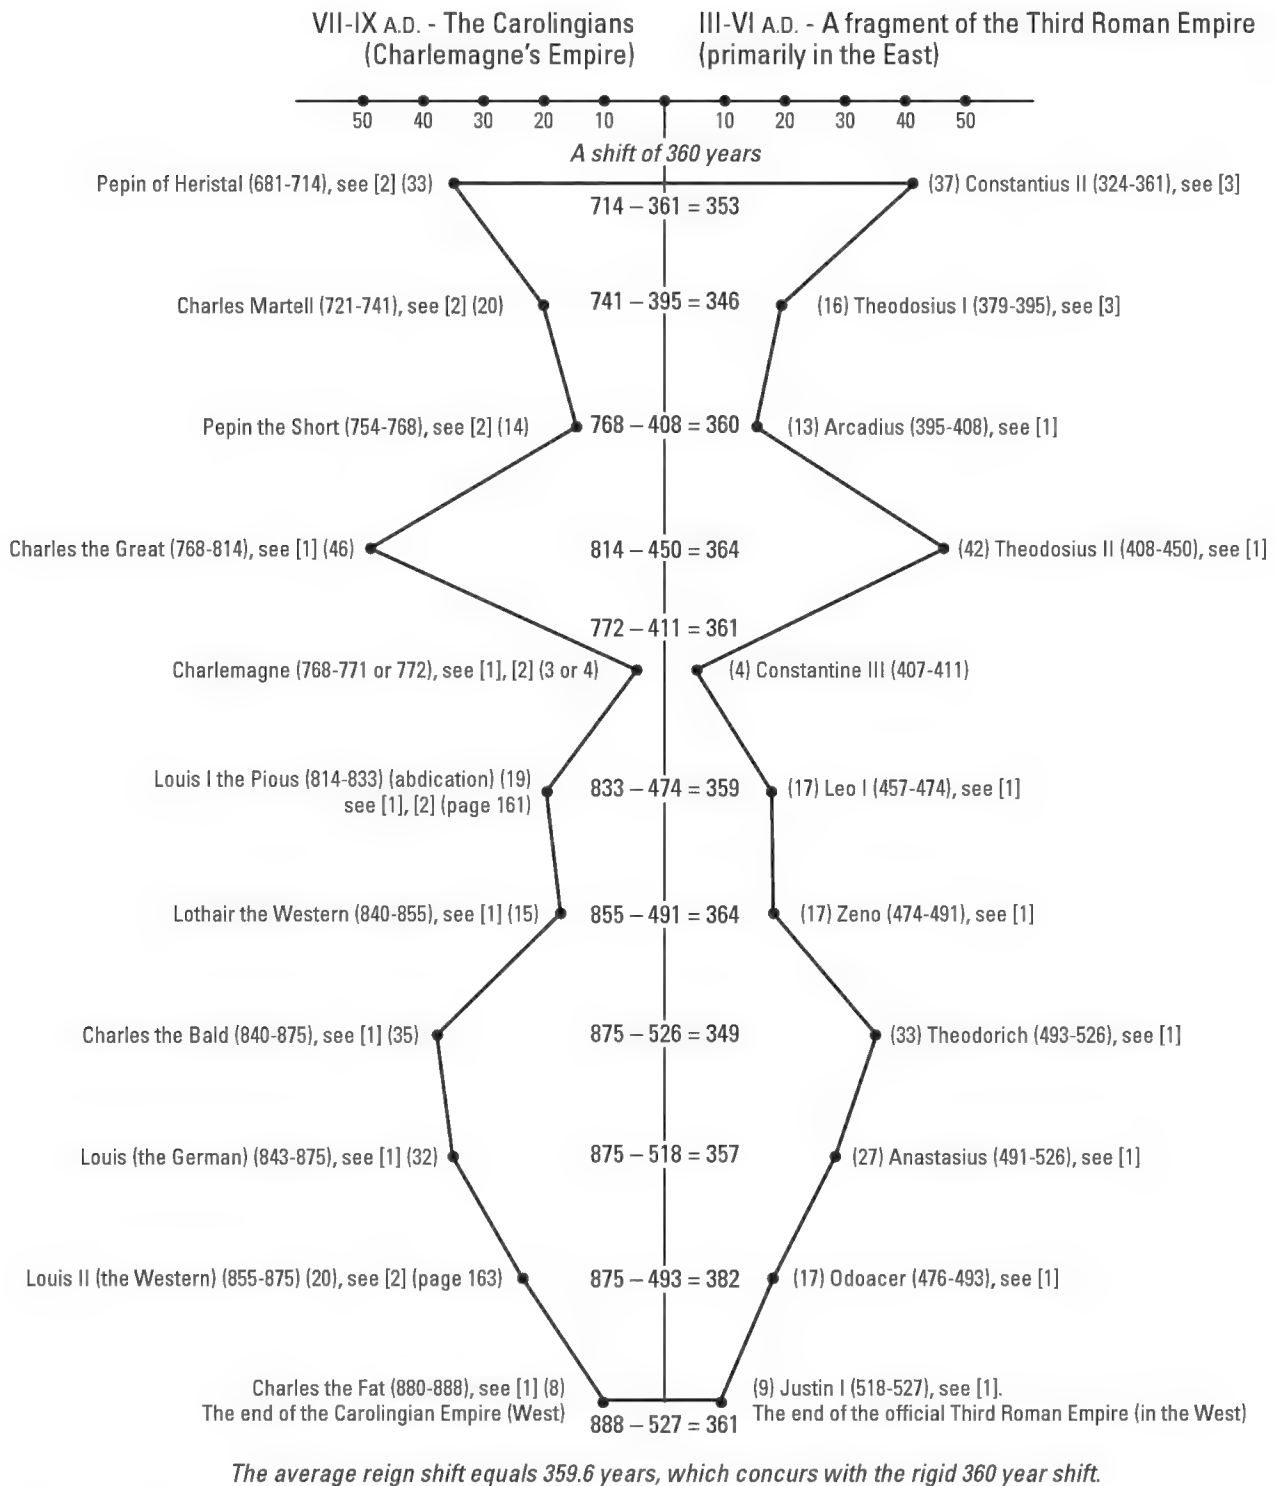 VII-IX A.D. - The Carolingians
(Charlemagne's Empire)
III-VI A.D. - A fragment of the Third Roman Empire
(primarily in the East)
50 40 30 20 10 10 20 30 40 50
A shift of 360 years
Pepin of Heristal (681-714), see [2] (33)
(37) Constantius II (324-361), see [3]
714 – 361 = 353
Charles Martell (721-741), see [2] (20)
741 – 395 = 346
(16) Theodosius I (379-395), see [3]
Pepin the Short (754-768), see [2] (14)
768 – 408 = 360
(13) Arcadius (395-408), see [1]
Charles the Great (768-814), see [1] (46)
814 – 450 = 364
(42) Theodosius II (408-450), see [1]
772 – 411 = 361
Charlemagne (768-771 or 772), see [1], [2] (3 or 4)
(4) Constantine III (407-411)
Louis I the Pious (814-833) (abdication) (19)
see [1], [2] (page 161)
833 – 474 = 359
(17) Leo I (457-474), see [1]
Lothair the Western (840-855), see [1] (15)
855 – 491 = 364
(17) Zeno (474-491), see [1]
Charles the Bald (840-875), see [1] (35)
875 – 526 = 349
(33) Theodorich (493-526), see [1]
Louis (the German) (843-875), see [1] (32)
875 – 518 = 357
(27) Anastasius (491-526), see [1]
Louis II (the Western) (855-875) (20), see [2] (page 163)
875 – 493 = 382
(17) Odoacer (476-493), see [1]
Charles the Fat (880-888), see [1] (8)
The end of the Carolingian Empire (West)
(9) Justin I (518-527), see [1].
The end of the official Third Roman Empire (in the West)
888 – 527 = 361
The average reign shift equals 359.6 years, which concurs with the rigid 360 year shift.